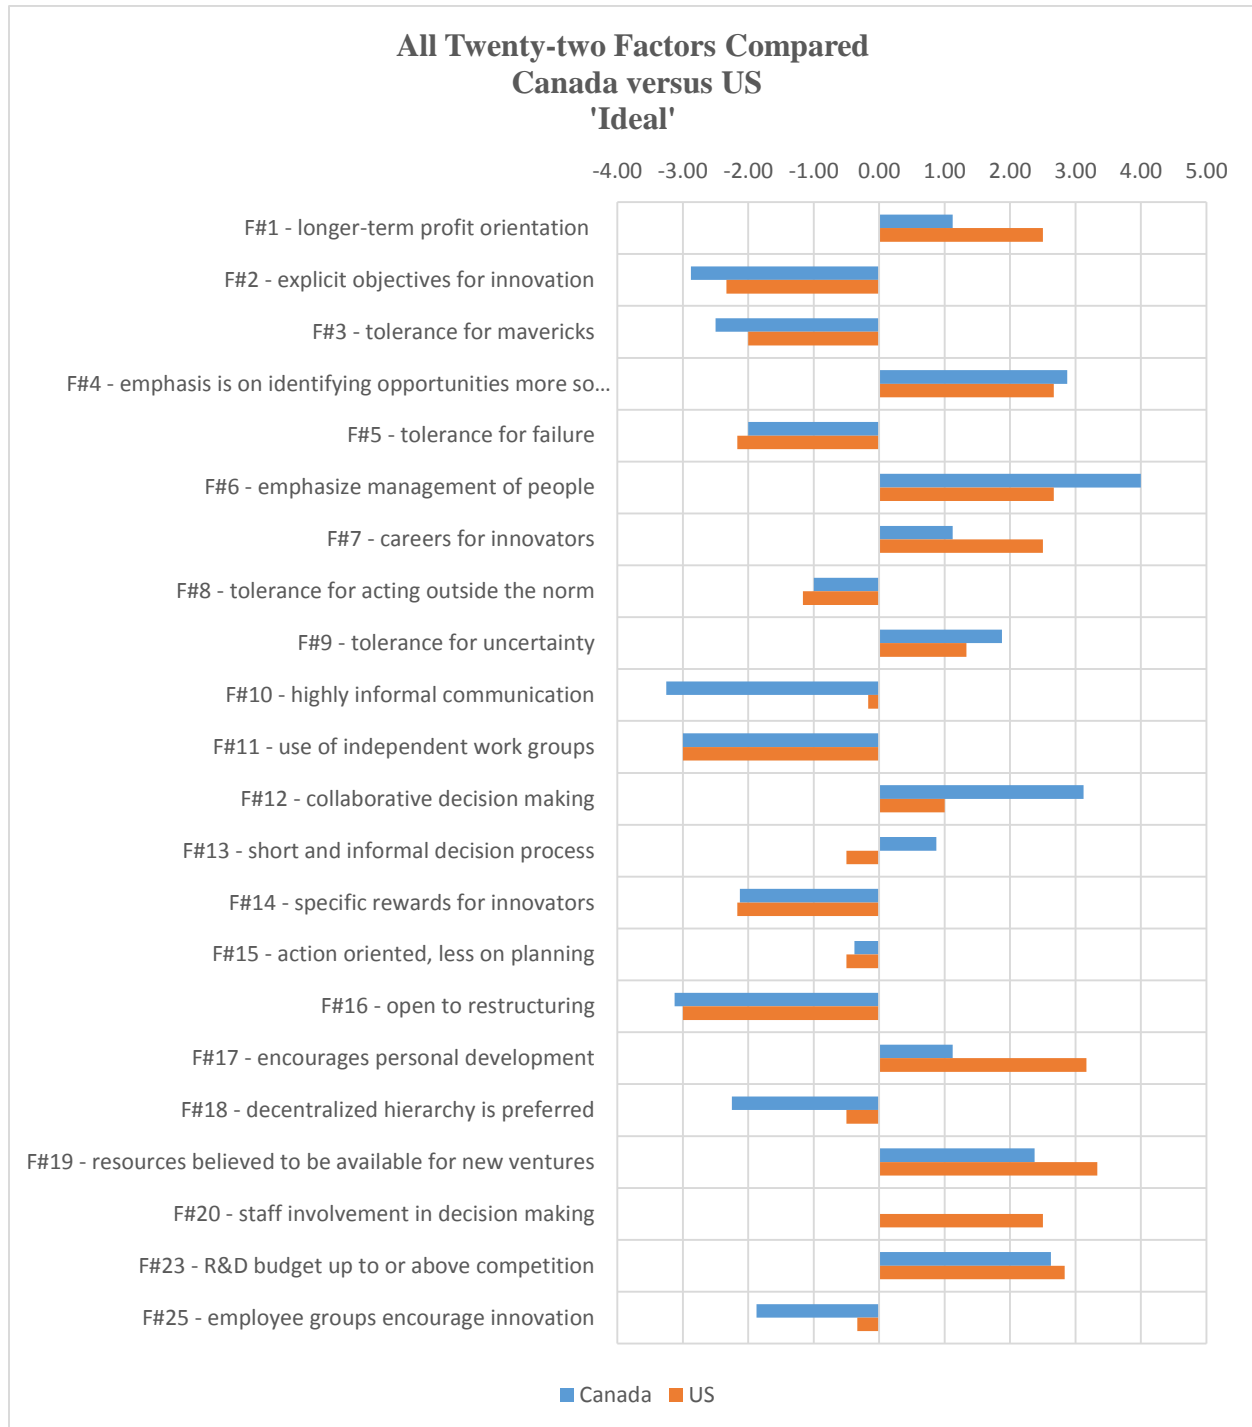 All Twenty-two Factors Compared
Canada versus US
'Ideal'
-4.00 -3.00 -2.00 -1.00 0.00 1.00 2.00 3.00 4.00 5.00
F#1 - longer-term profit orientation
F#2 - explicit objectives for innovation
F#3 - tolerance for mavericks
F#4 - emphasis is on identifying opportunities more so...
F#5 - tolerance for failure
F#6 - emphasize management of people
F#7 - careers for innovators
F#8 - tolerance for acting outside the norm
F#9 - tolerance for uncertainty
F#10 - highly informal communication
F#11 - use of independent work groups
F#12 - collaborative decision making
F#13 - short and informal decision process
F#14 - specific rewards for innovators
F#15 - action oriented, less on planning
F#16 - open to restructuring
F#17 - encourages personal development
F#18 - decentralized hierarchy is preferred
F#19 - resources believed to be available for new ventures
F#20 - staff involvement in decision making
F#23 - R&D budget up to or above competition
F#25 - employee groups encourage innovation
Canada US